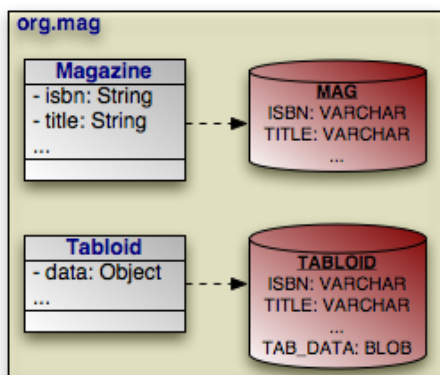 org.mag
Magazine
- isbn: String
- title: String
...
MAG
ISBN: VARCHAR
TITLE: VARCHAR
...
Tabloid
- data: Object
...
TABLOID
ISBN: VARCHAR
TITLE: VARCHAR
...
TAB_DATA: BLOB